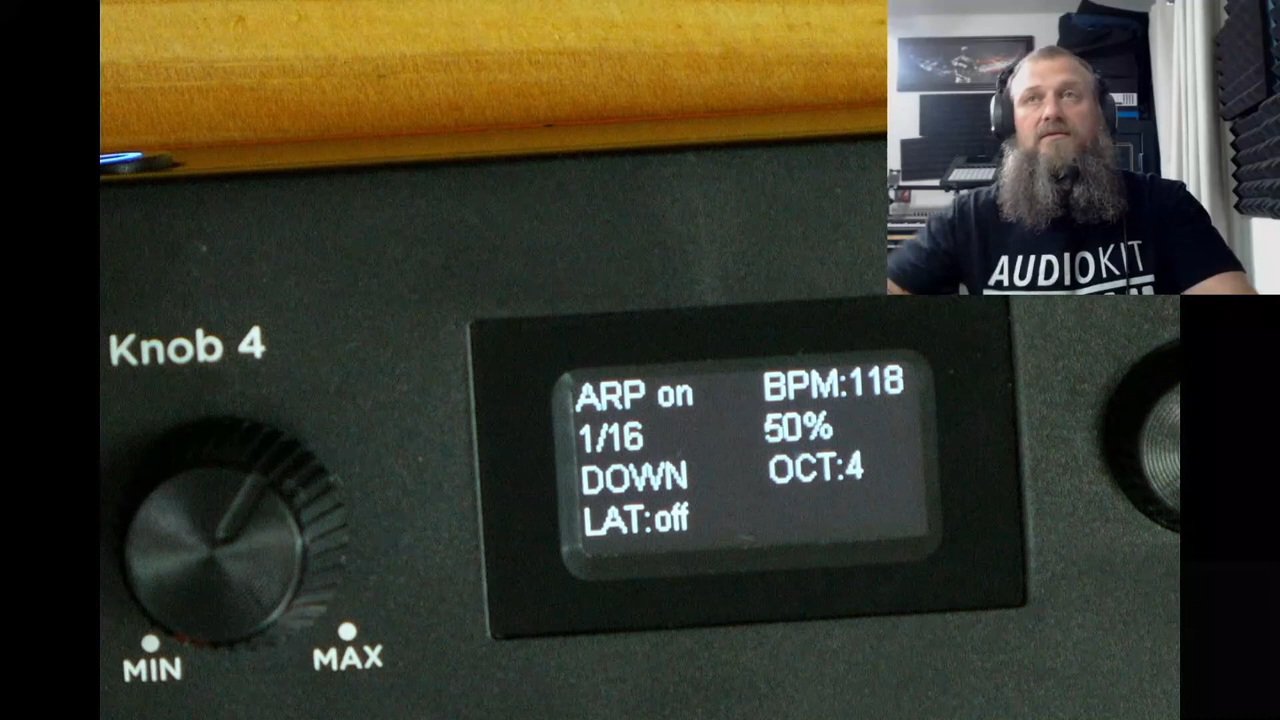 AUDIOKIT
Knob 4
MIN
MAX
ARP on BPM:118
1/16 50%
DOWN OCT:4
LAT:off